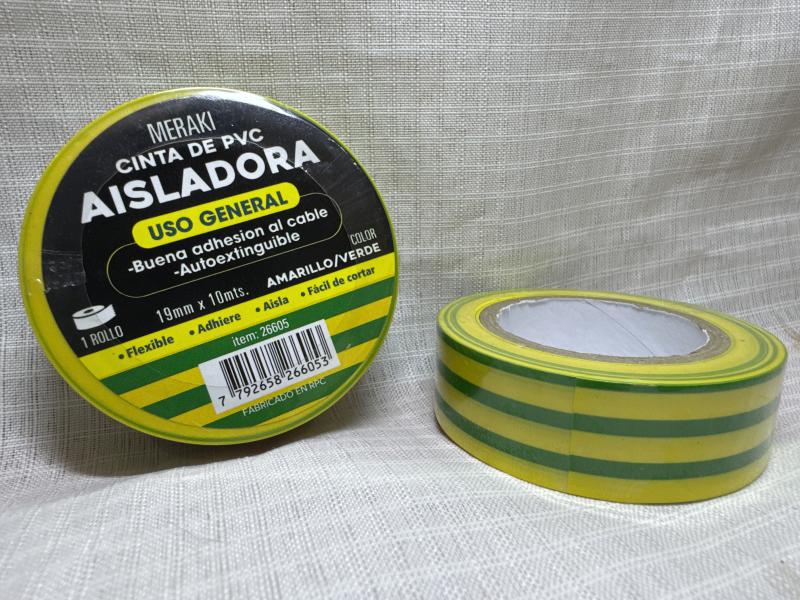 MERAKI
CINTA DE PVC
AISLADORA
USO GENERAL
-Buena adhesion al cable
-Autoextinguible
COLOR
AMARILLO/VERDE
19mm x 10mts.
1 ROLLO
• Flexible • Adhiere • Aisla • Fácil de cortar
item: 26605
7 792658 266053
FABRICADO EN RPC